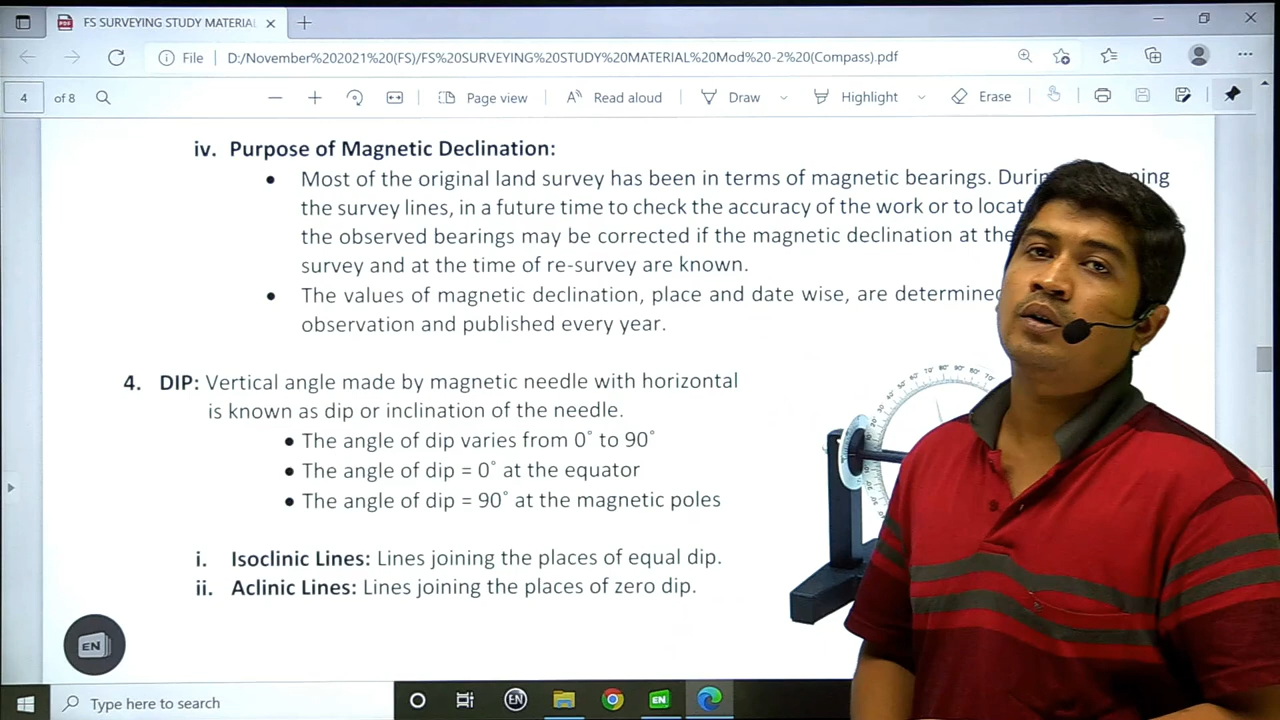 FS SURVEYING STUDY MATERIAL
File D:/November%202021%20(FS)/FS%20SURVEYING%20STUDY%20MATERIAL%20Mod%20-2%20(Compass).pdf
4 of 8 Page view Read aloud Draw Highlight Erase
iv. Purpose of Magnetic Declination:
• Most of the original land survey has been in terms of magnetic bearings.
the survey lines, in a future time to check the accuracy of the work or to
the observed bearings may be corrected if the magnetic declination at the
survey and at the time of re-survey are known.
• The values of magnetic declination, place and date wise, are determined
observation and published every year.
4. DIP: Vertical angle made by magnetic needle with horizontal
is known as dip or inclination of the needle.
• The angle of dip varies from 0° to 90°
• The angle of dip = 0° at the equator
• The angle of dip = 90° at the magnetic poles
i. Isoclinic Lines: Lines joining the places of equal dip.
ii. Aclinic Lines: Lines joining the places of zero dip.
EN
Type here to search EN EN